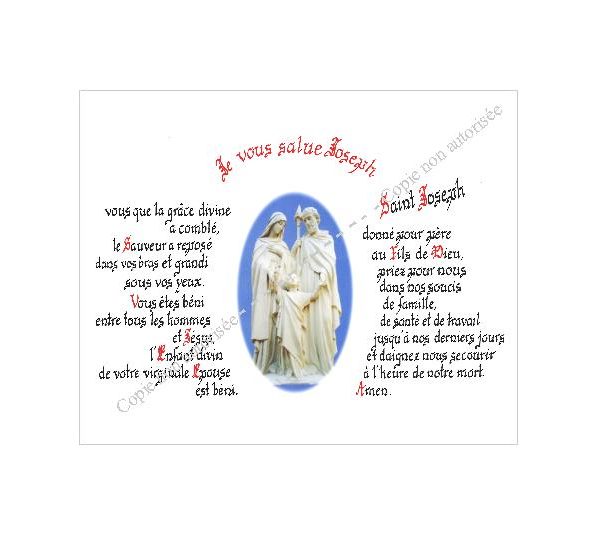 Je vous salue Joseph
vous que la grâce divine
a comblé,
le Sauveur a reposé
dans vos bras et grandi
sous vos yeux.
Vous êtes béni
entre tous les hommes
et Jésus,
l'Enfant divin
de votre virginale Epouse
est béni.
Saint Joseph
donné pour père
au Fils de Dieu,
priez pour nous
dans nos soucis
de famille,
de santé et de travail
jusqu'à nos derniers jours
et daignez nous secourir
à l'heure de notre mort.
Amen.
Copie non autorisée - - - - - Copie non autorisée